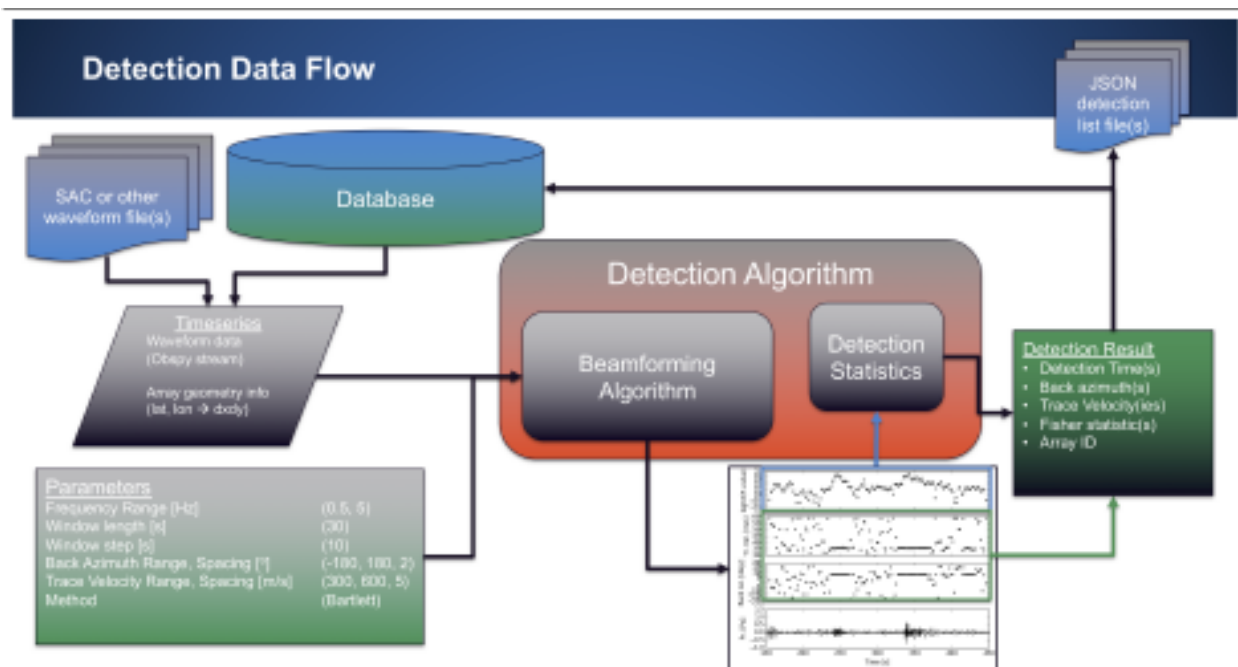 Detection Data Flow
JSON
detection
list file(s)
SAC or other
waveform file(s)
Database
Detection Algorithm
Timeseries
Waveform data
(Obspy stream)
Array geometry info
(lat, lon → dxdy)
Beamforming
Algorithm
Detection
Statistics
Detection Result
• Detection Time(s)
• Back azimuth(s)
• Trace Velocity(ies)
• Fisher statistic(s)
• Array ID
Parameters
Frequency Range [Hz] (0.5, 5)
Window length [s] (30)
Window step [s] (10)
Back Azimuth Range, Spacing [°] (-180, 180, 2)
Trace Velocity Range, Spacing [m/s] (300, 600, 5)
Method (Bartlett)
Time [s]